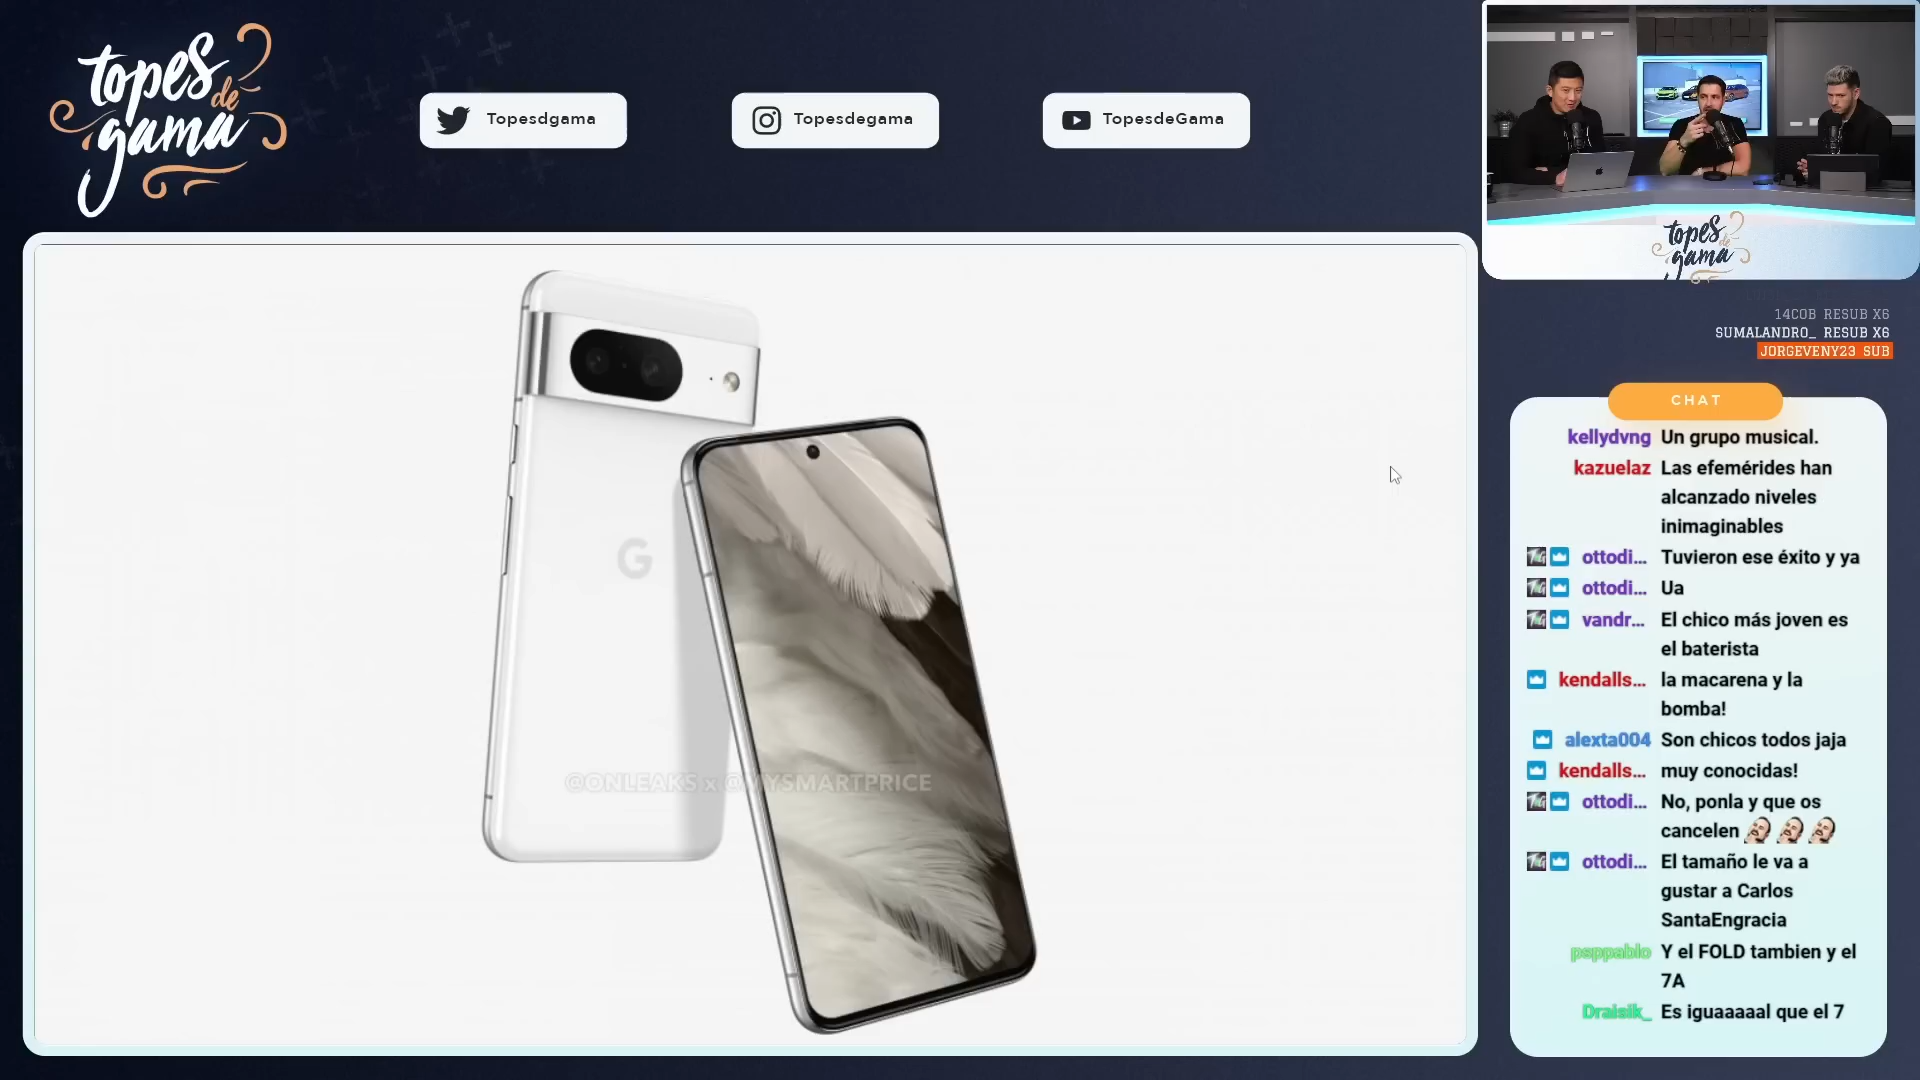 topes
de
gama
Topesdgama
Topesdegama
TopesdeGama
topes
de
gama
14COB RESUB X6
SUMALANDRO_ RESUB X6
JORGEVENY23 SUB
CHAT
kellydvng Un grupo musical.
kazuelaz Las efemérides han
alcanzado niveles
inimaginables
ottodi... Tuvieron ese éxito y ya
ottodi... Ua
vandr... El chico más joven es
el baterista
kendalls... la macarena y la
bomba!
alexta004 Son chicos todos jaja
kendalls... muy conocidas!
ottodi... No, ponla y que os
cancelen
ottodi... El tamaño le va a
gustar a Carlos
SantaEngracia
psppablo Y el FOLD tambien y el
7A
Draisik_ Es iguaaaaal que el 7
G
@ONLEAKS x @MYSMARTPRICE